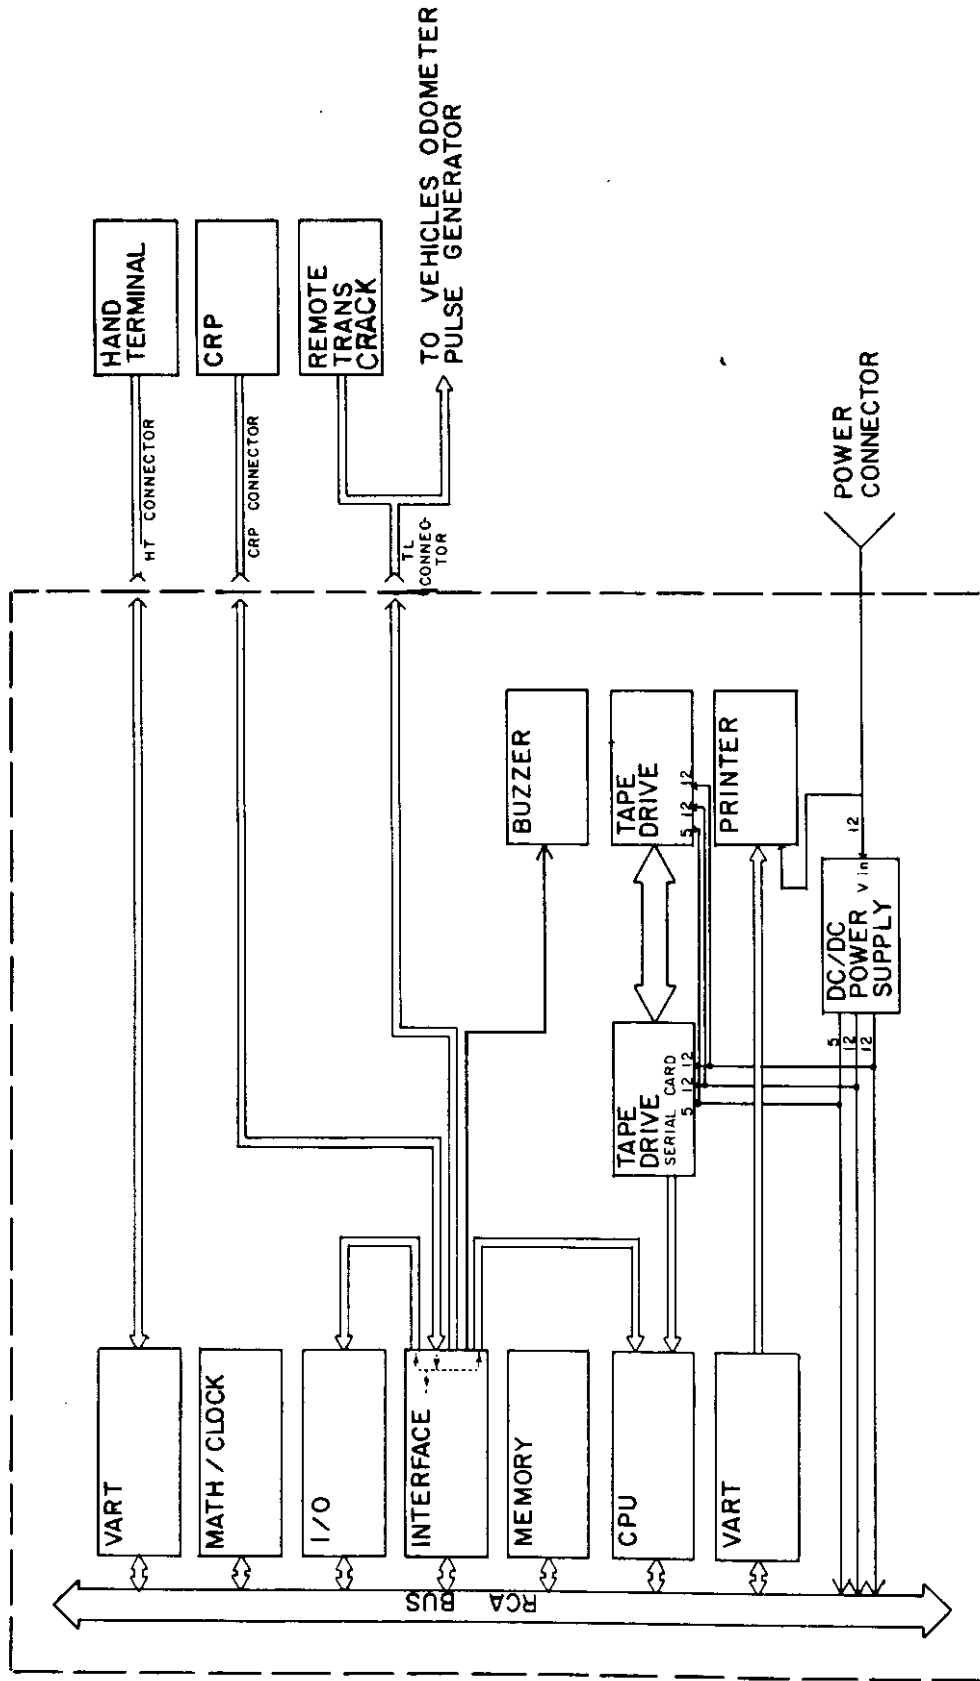 HAND
TERMINAL
CRP
REMOTE
TRANS
CRACK
TO VEHICLES ODOMETER
PULSE GENERATOR
HT CONNECTOR
CRP CONNECTOR
TL
CONNEC-
TOR
POWER
CONNECTOR
BUZZER
TAPE
DRIVE
5 12 12
PRINTER
12
V in
DC/DC
POWER
SUPPLY
5
12
12
TAPE
DRIVE
SERIAL CARD
5 12 12
VART
MATH / CLOCK
I/O
INTERFACE
MEMORY
CPU
VART
RCA
BUS